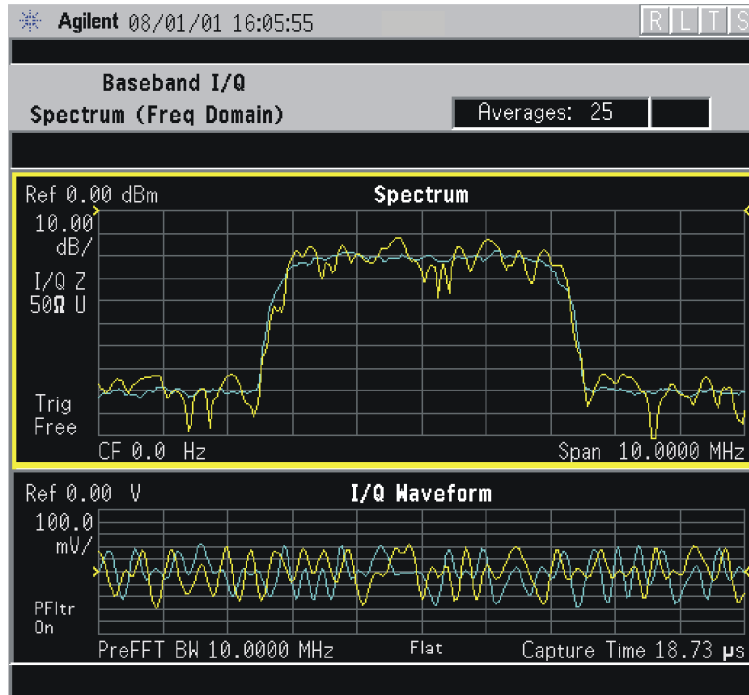 Agilent 08/01/01 16:05:55 R L T S
Baseband I/Q
Spectrum (Freq Domain)
Averages: 25
Ref 0.00 dBm Spectrum
10.00
dB/
I/Q Z
50Ω U
Trig
Free
CF 0.0 Hz Span 10.0000 MHz
Ref 0.00 V I/Q Waveform
100.0
mV/
PFltr
On
PreFFT BW 10.0000 MHz Flat Capture Time 18.73 µs